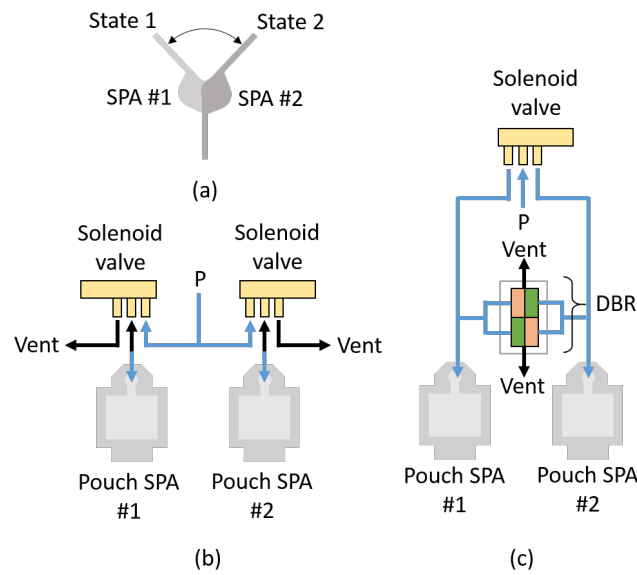 State 1
State 2
SPA #1
SPA #2
(a)
Solenoid
valve
P
Solenoid
valve
Vent
Vent
Pouch SPA
#1
Pouch SPA
#2
(b)
Solenoid
valve
P
Vent
DBR
Vent
Pouch SPA
#1
Pouch SPA
#2
(c)